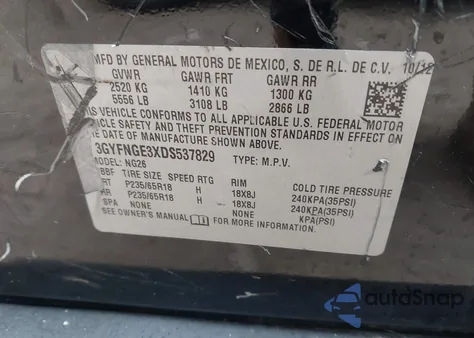 MFD BY GENERAL MOTORS DE MEXICO, S. DE R.L. DE C.V. 10/12
GVWR GAWR FRT GAWR RR
2520 KG 1410 KG 1300 KG
5556 LB 3108 LB 2866 LB
THIS VEHICLE CONFORMS TO ALL APPLICABLE U.S. FEDERAL MOTOR
VEHICLE SAFETY AND THEFT PREVENTION STANDARDS IN EFFECT ON
THE DATE OF MANUFACTURE SHOWN ABOVE.
3GYFNGE3XDS537829 TYPE: M.P.V.
MODEL: NG26
BBF TIRE SIZE SPEED RTG RIM COLD TIRE PRESSURE
P235/65R18 H 18X8J 240KPA(35PSI)
RR P235/65R18 H 18X8J 240KPA(35PSI)
SPA NONE NONE KPA(PSI)
SEE OWNER'S MANUAL FOR MORE INFORMATION.
autoSnap